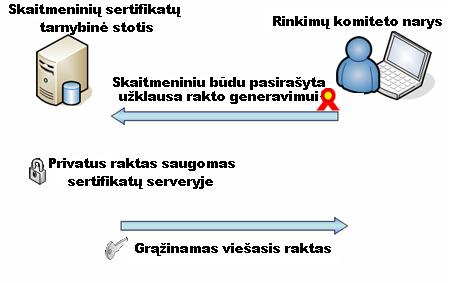 Skaitmeninių sertifikatų
tarnybinė stotis
Rinkimų komiteto narys
Skaitmeniniu būdu pasirašyta
užklausa rakto generavimui
Privatus raktas saugomas
sertifikatų serveryje
Grąžinamas viešasis raktas